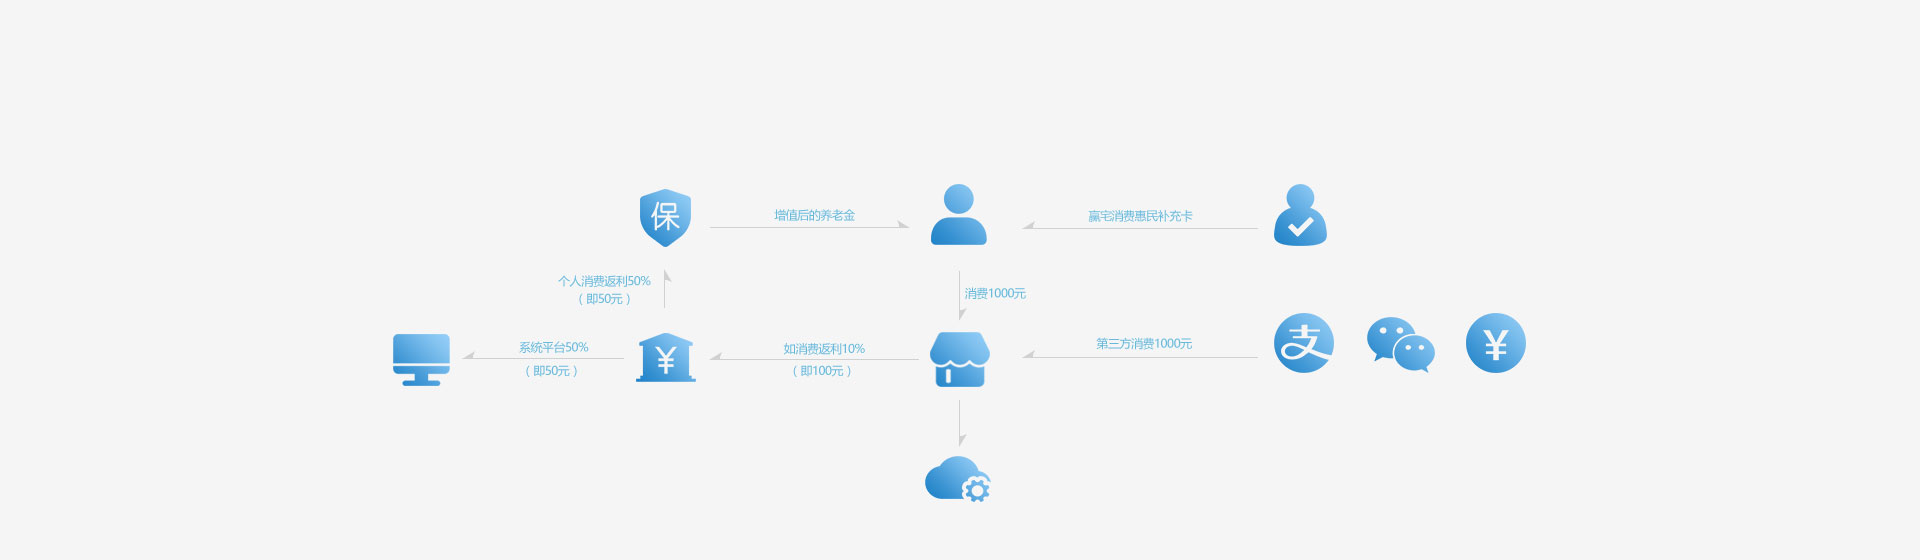 保
增值后的养老金
赢宅消费惠民补充卡
个人消费返利50%
（即50元）
消费1000元
系统平台50%
（即50元）
¥
如消费返利10%
（即100元）
第三方消费1000元
支
¥